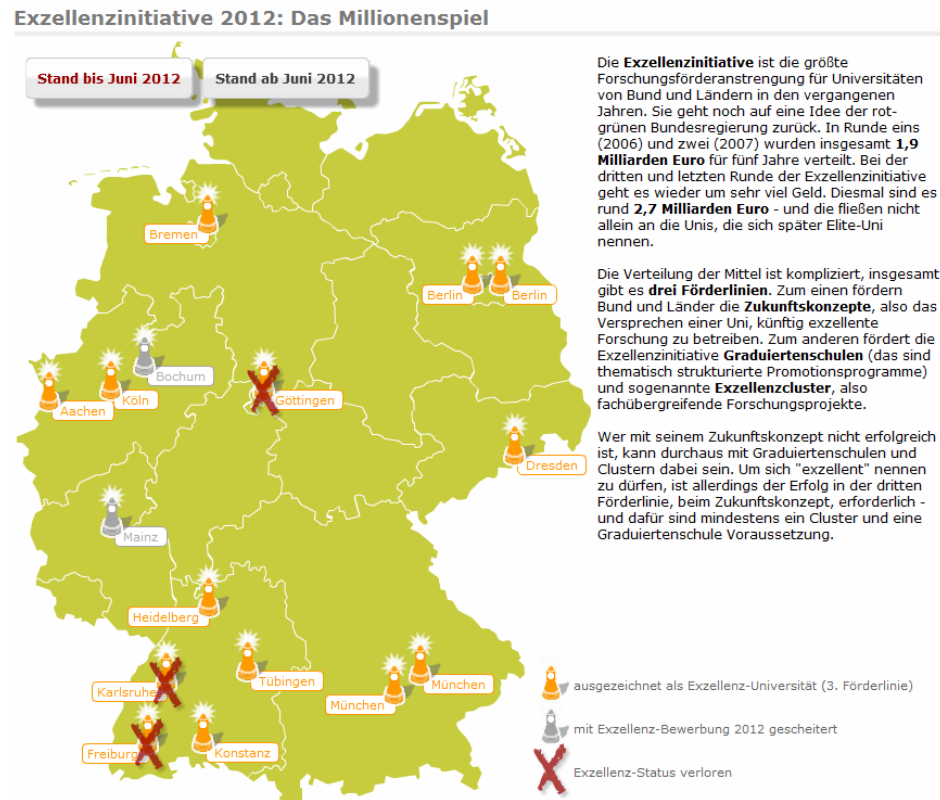 Exzellenzinitiative 2012: Das Millionenspiel
Stand bis Juni 2012
Stand ab Juni 2012
Die Exzellenzinitiative ist die größte
Forschungsförderanstrengung für Universitäten
von Bund und Ländern in den vergangenen
Jahren. Sie geht noch auf eine Idee der rot-
grünen Bundesregierung zurück. In Runde eins
(2006) und zwei (2007) wurden insgesamt 1,9
Milliarden Euro für fünf Jahre verteilt. Bei der
dritten und letzten Runde der Exzellenzinitiative
geht es wieder um sehr viel Geld. Diesmal sind es
rund 2,7 Milliarden Euro - und die fließen nicht
allein an die Unis, die sich später Elite-Uni
nennen.
Die Verteilung der Mittel ist kompliziert, insgesamt
gibt es drei Förderlinien. Zum einen fördern
Bund und Länder die Zukunftskonzepte, also das
Versprechen einer Uni, künftig exzellente
Forschung zu betreiben. Zum anderen fördert die
Exzellenzinitiative Graduiertenschulen (das sind
thematisch strukturierte Promotionsprogramme)
und sogenannte Exzellenzcluster, also
fachübergreifende Forschungsprojekte.
Wer mit seinem Zukunftskonzept nicht erfolgreich
ist, kann durchaus mit Graduiertenschulen und
Clustern dabei sein. Um sich "exzellent" nennen
zu dürfen, ist allerdings der Erfolg in der dritten
Förderlinie, beim Zukunftskonzept, erforderlich -
und dafür sind mindestens ein Cluster und eine
Graduiertenschule Voraussetzung.
Bremen
Berlin
Berlin
Bochum
Köln
Göttingen
Aachen
Dresden
Mainz
Heidelberg
Tübingen
München
Karlsruhe
München
Freiburg
Konstanz
ausgezeichnet als Exzellenz-Universität (3. Förderlinie)
mit Exzellenz-Bewerbung 2012 gescheitert
Exzellenz-Status verloren